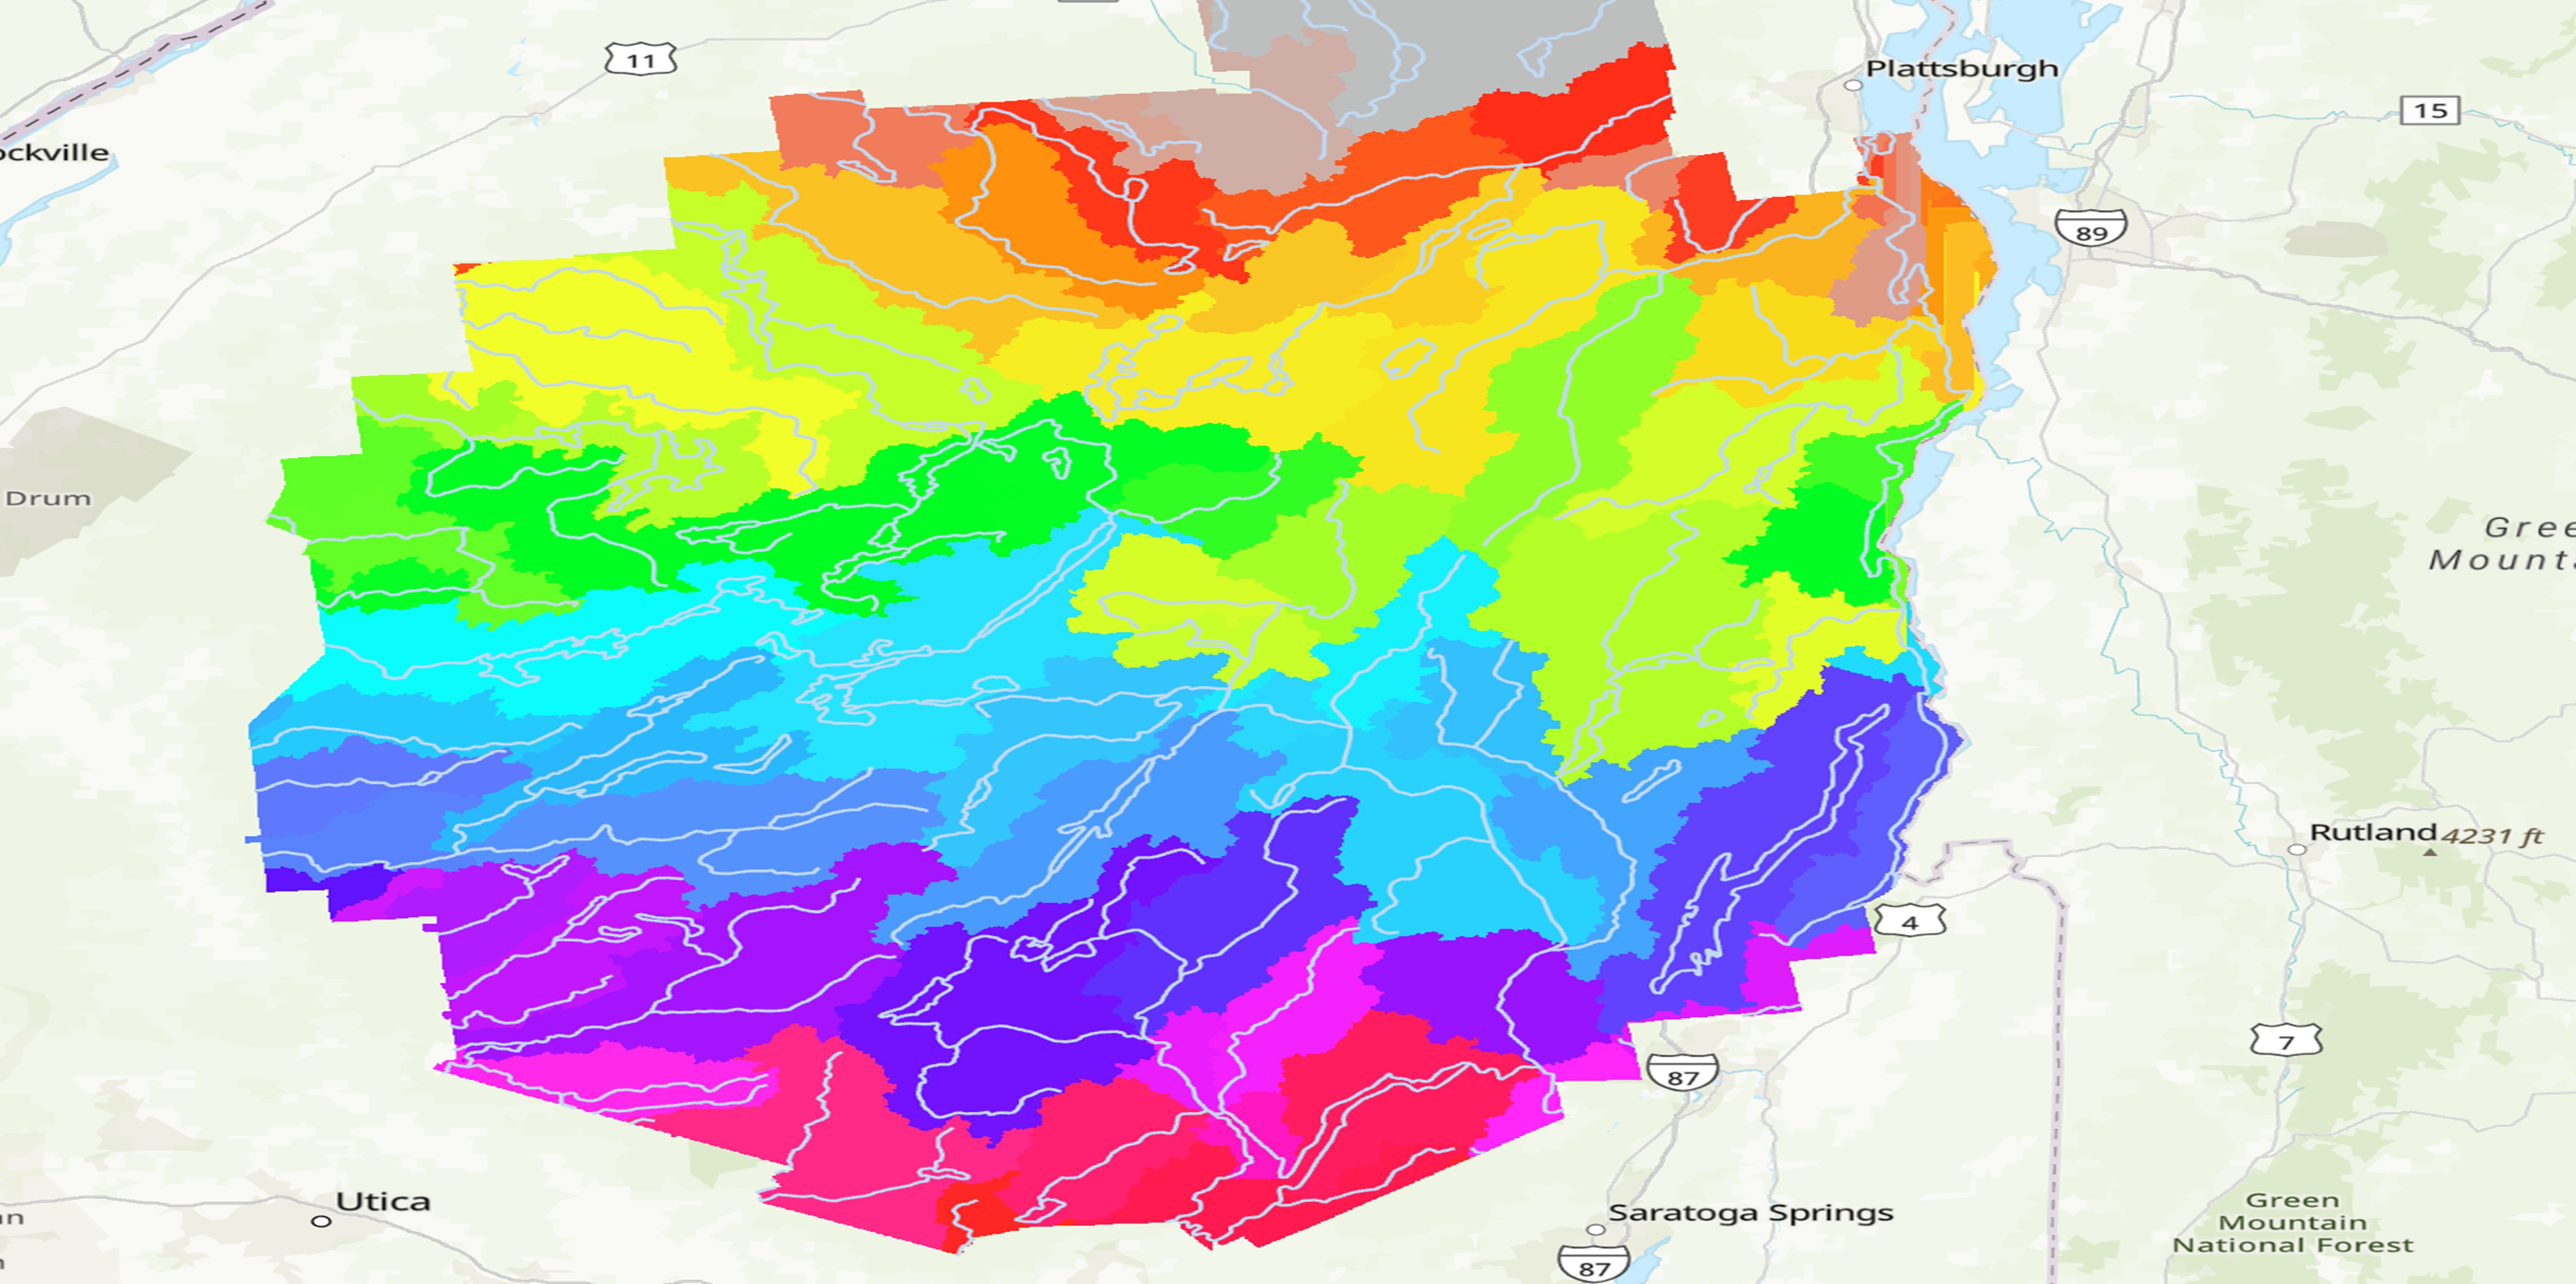 11
Plattsburgh
15
ockville
89
Drum
Gree
Mount
Rutland 4231 ft
4
7
87
Utica
Saratoga Springs
Green
Mountain
National Forest
87